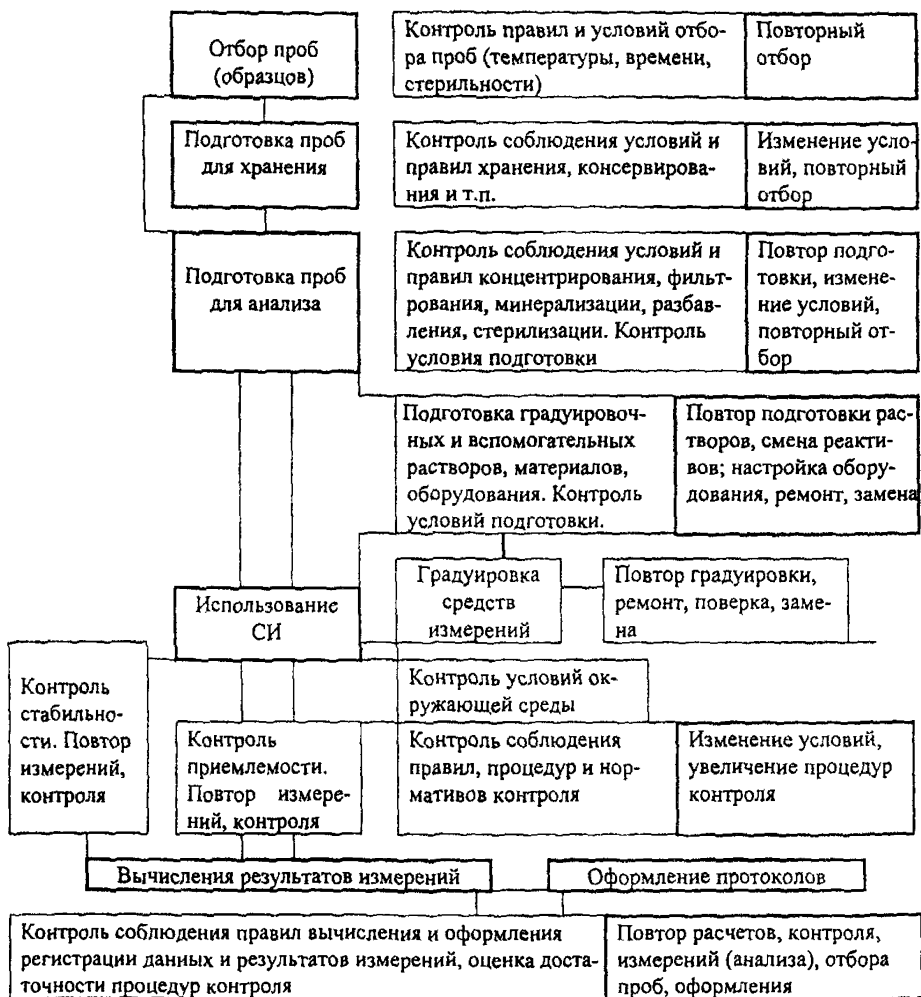 Отбор проб
(образцов)
Контроль правил и условий отбо-
ра проб (температуры, времени,
стерильности)
Повторный
отбор
Подготовка проб
для хранения
Контроль соблюдения условий и
правил хранения, консервирова-
ния и т.п.
Изменение усло-
вий, повторный
отбор
Подготовка проб
для анализа
Контроль соблюдения условий и
правил концентрирования, фильт-
рования, минерализации, разбав-
ления, стерилизации. Контроль
условия подготовки
Повтор подго-
товки, измене-
ние условий,
повторный от-
бор
Подготовка градуировоч-
ных и вспомогательных
растворов, материалов,
оборудования. Контроль
условий подготовки.
Повтор подготовки рас-
творов, смена реакти-
вов; настройка обору-
дования, ремонт, замена
Градуировка
средств
измерений
Повтор градуировки,
ремонт, поверка, заме-
на
Использование
СИ
Контроль
стабильно-
сти. Повтор
измерений,
контроля
Контроль условий ок-
ружающей среды
Контроль
приемлемости.
Повтор измере-
ний, контроля
Контроль соблюдения
правил, процедур и нор-
мативов контроля
Изменение условий,
увеличение процедур
контроля
Вычисления результатов измерений
Оформление протоколов
Контроль соблюдения правил вычисления и оформления
регистрации данных и результатов измерений, оценка доста-
точности процедур контроля
Повтор расчетов, контроля,
измерений (анализа), отбора
проб, оформления